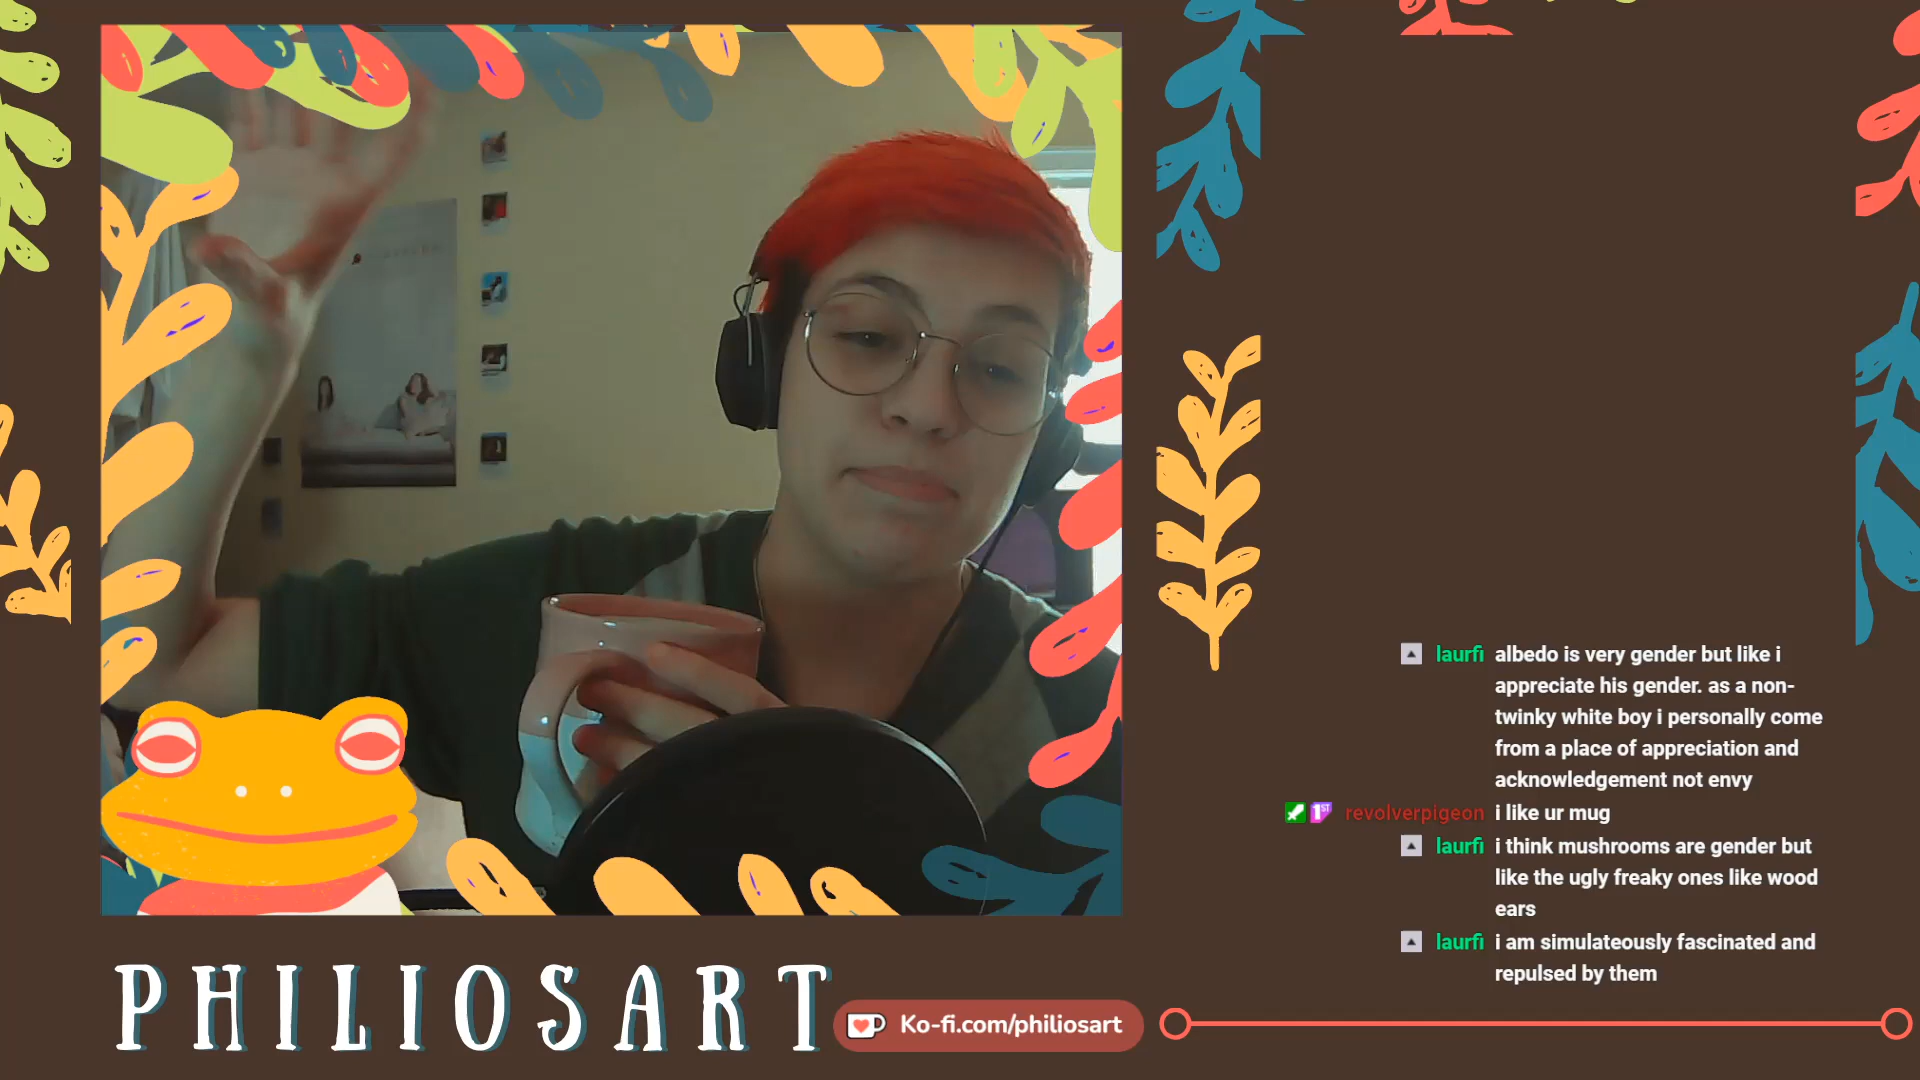 laurfi albedo is very gender but like i
appreciate his gender. as a non-
twinky white boy i personally come
from a place of appreciation and
acknowledgement not envy
1ST revolverpigeon i like ur mug
laurfi i think mushrooms are gender but
like the ugly freaky ones like wood
ears
laurfi i am simulateously fascinated and
repulsed by them
PHILIOSART
Ko-fi.com/philiosart